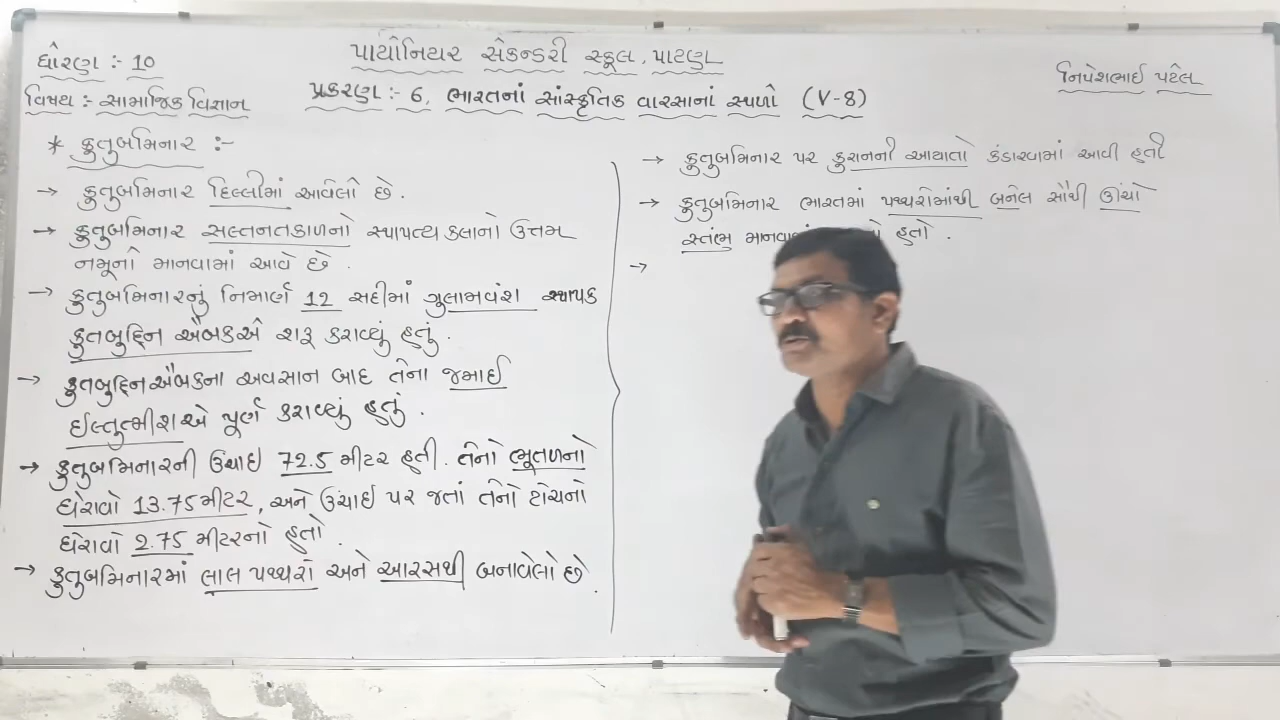 પાયોનિયર સેકન્ડરી સ્કૂલ, પાટણ
ધોરણ :- 10
નિપેશભાઈ પટેલ
વિષય :- સામાજિક વિજ્ઞાન
પ્રકરણ :- 6, ભારતનાં સાંસ્કૃતિક વારસાનાં સ્થળો (V-8)
* કુતુબમિનાર :-
→ કુતુબમિનાર દિલ્લીમાં આવેલો છે.
→ કુતુબમિનાર સલ્તનતકાળનો સ્થાપત્ય કલાનો ઉત્તમ
નમૂનો માનવામાં આવે છે.
→ કુતુબમિનારનું નિમાર્ણ 12 સદીમાં ગુલામવંશ સ્થાપક
કુતબુદ્દિન ઐબકએ શરૂ કરાવ્યું હતું.
→ કુતબુદ્દિન ઐબકના અવસાન બાદ તેના જમાઈ
ઈલ્તુત્મીશએ પૂર્ણ કરાવ્યું હતું.
→ કુતુબમિનારની ઉંચાઈ 72.5 મીટર હતી. તેનો ભૂતળનો
ઘેરાવો 13.75 મીટર, અને ઉંચાઈ પર જતાં તેનો ટોચનો
ઘેરાવો 2.75 મીટરનો હતો.
→ કુતુબમિનારમાં લાલ પથ્થરો અને આરસથી બનાવેલો છે.
→ કુતુબમિનાર પર કુરાનની આયાતો કંડારવામાં આવી હતી
→ કુતુબમિનાર ભારતમાં પથ્થરોમાંથી બનેલ સૌથી ઊંચો
સ્તંભ હતો.
→